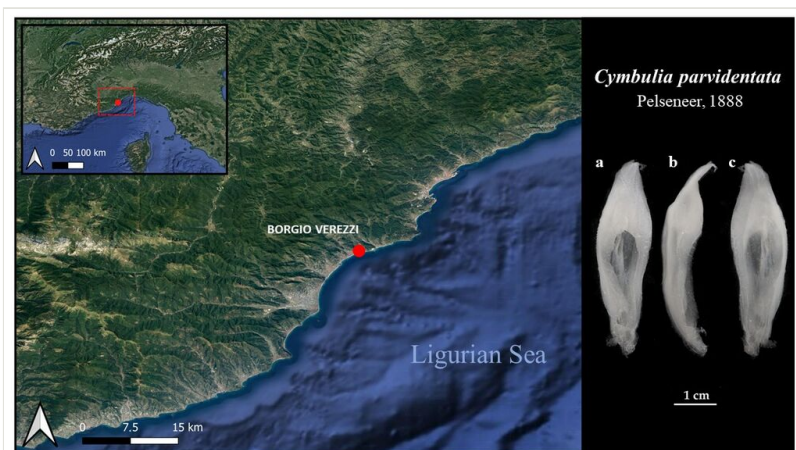 0 50 100 km
BORGIO VEREZZI
Ligurian Sea
0 7.5 15 km
Cymbulia parvidentata
Pelseneer, 1888
a b c
1 cm